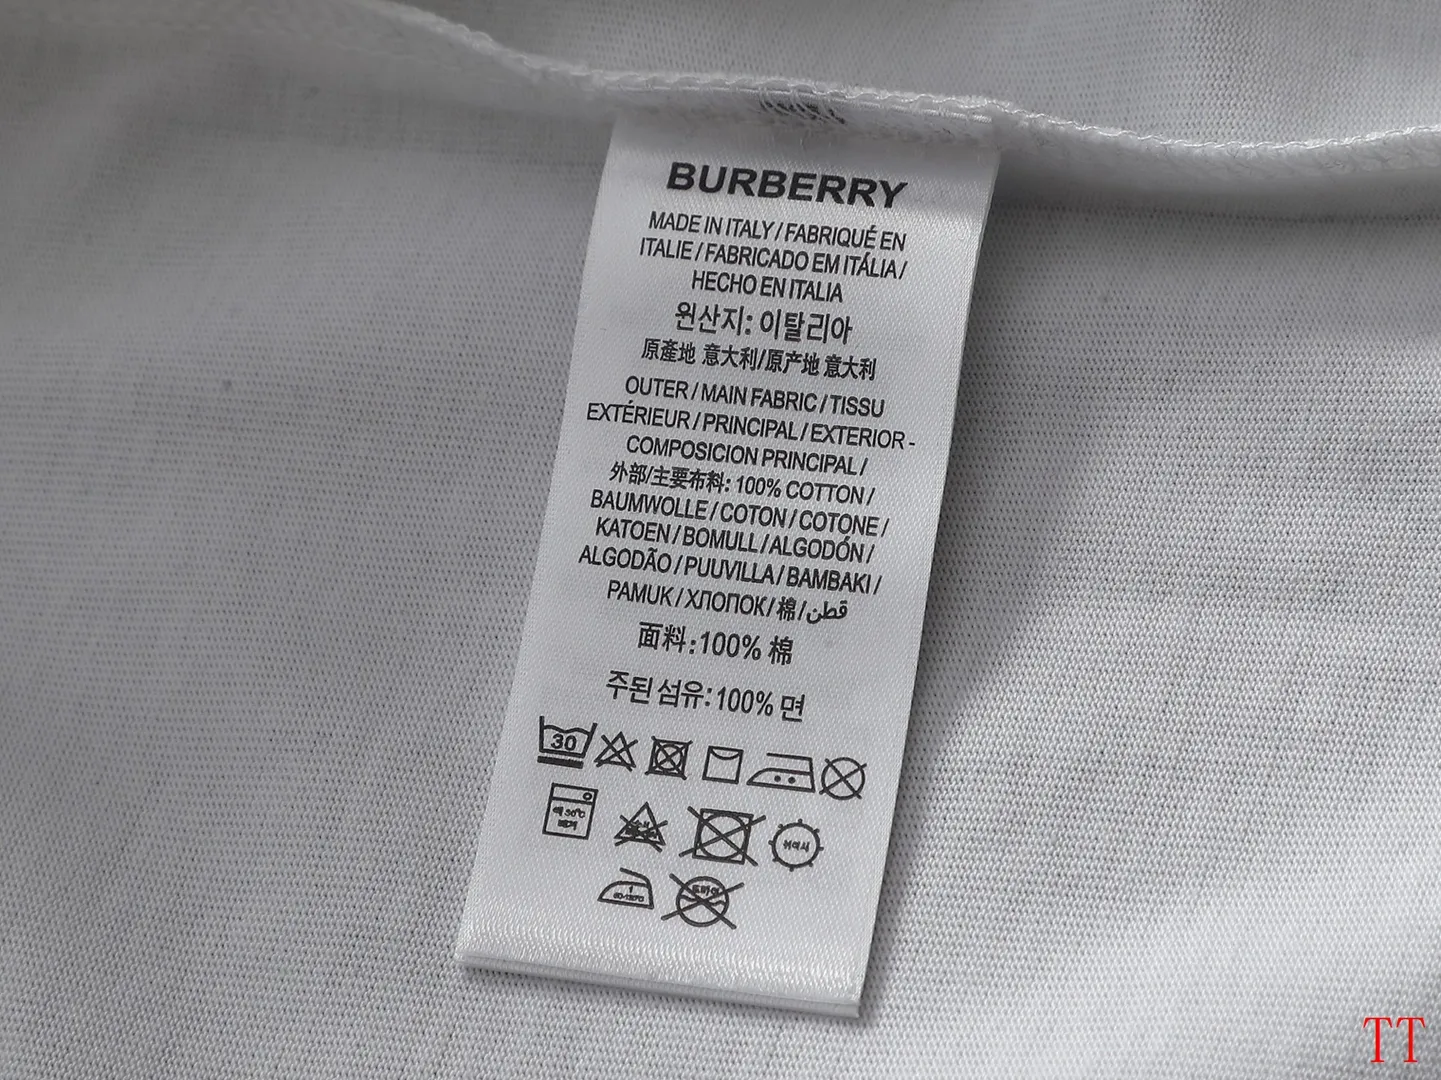 BURBERRY
MADE IN ITALY / FABRIQUÉ EN
ITALIE / FABRICADO EM ITÁLIA /
HECHO EN ITALIA
원산지: 이탈리아
原產地 意大利/原产地 意大利
OUTER / MAIN FABRIC / TISSU
EXTÉRIEUR / PRINCIPAL / EXTERIOR -
COMPOSICION PRINCIPAL /
外部/主要布料: 100% COTTON /
BAUMWOLLE / COTON / COTONE /
KATOEN / BOMULL / ALGODÓN /
ALGODÃO / PUUVILLA / BAMBAKI /
PAMUK / ХЛОПОК / 棉 / قطن
面料:100% 棉
주된 섬유:100% 면
30
TT